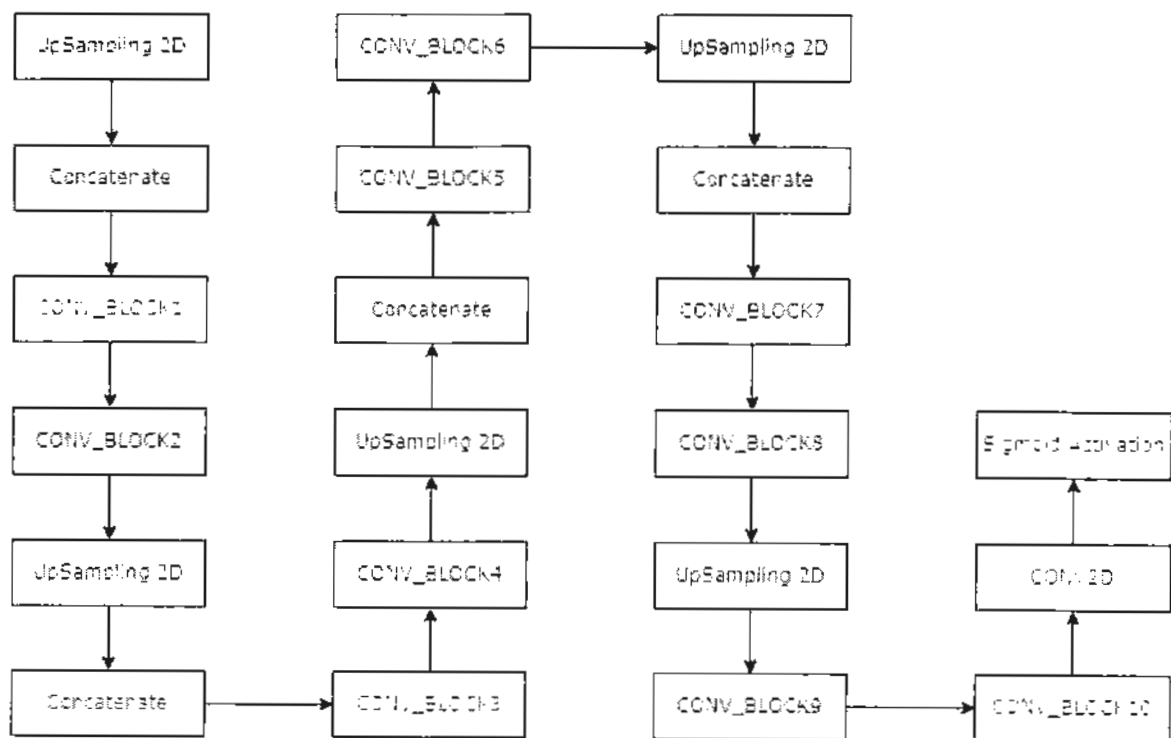 UpSampling 2D
Concatenate
CONV_BLOCK1
CONV_BLOCK2
UpSampling 2D
Concatenate
CONV_BLOCK3
CONV_BLOCK4
UpSampling 2D
Concatenate
CONV_BLOCK5
CONV_BLOCK6
UpSampling 2D
Concatenate
CONV_BLOCK7
CONV_BLOCK8
UpSampling 2D
CONV_BLOCK9
CONV_BLOCK10
CONV 2D
Sigmoid Activation